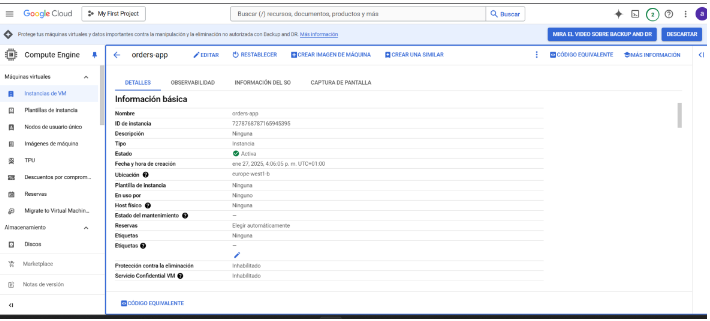 Google Cloud
My First Project
Buscar (/) recursos, documentos, productos y más
Buscar
2
a
Protege tus máquinas virtuales y datos importantes contra la manipulación y la eliminación no autorizada con Backup and DR. Más información
MIRA EL VIDEO SOBRE BACKUP AND DR
DESCARTAR
Compute Engine
Máquinas virtuales
Instancias de VM
Plantillas de instancia
Nodos de usuario único
Imágenes de máquina
TPU
Descuentos por comprom...
Reservas
Migrate to Virtual Machin...
Almacenamiento
Discos
Marketplace
Notas de versión
orders-app
EDITAR
RESTABLECER
CREAR IMAGEN DE MÁQUINA
CREAR UNA SIMILAR
CÓDIGO EQUIVALENTE
MÁS INFORMACIÓN
DETALLES
OBSERVABILIDAD
INFORMACIÓN DEL SO
CAPTURA DE PANTALLA
Información básica
Nombre orders-app
ID de instancia 7278768787165945395
Descripción Ninguna
Tipo Instancia
Estado Activa
Fecha y hora de creación ene 27, 2025, 4:06:05 p. m. UTC+01:00
Ubicación europe-west1-b
Plantilla de instancia Ninguna
En uso por Ninguno
Host físico Ninguna
Estado del mantenimiento —
Reservas Elegir automáticamente
Etiquetas Ninguna
Etiquetas —
Protección contra la eliminación Inhabilitado
Servicio Confidential VM Inhabilitado
CÓDIGO EQUIVALENTE